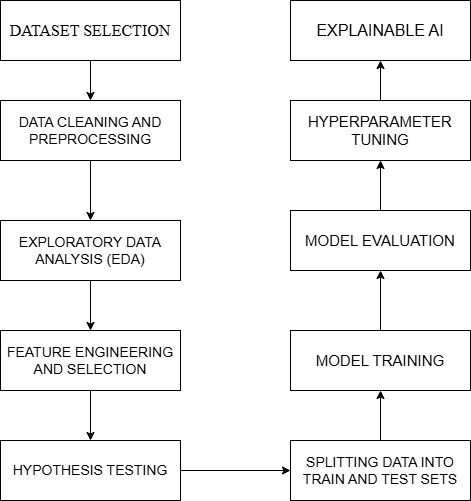 DATASET SELECTION
DATA CLEANING AND
PREPROCESSING
EXPLORATORY DATA
ANALYSIS (EDA)
FEATURE ENGINEERING
AND SELECTION
HYPOTHESIS TESTING
SPLITTING DATA INTO
TRAIN AND TEST SETS
MODEL TRAINING
MODEL EVALUATION
HYPERPARAMETER
TUNING
EXPLAINABLE AI